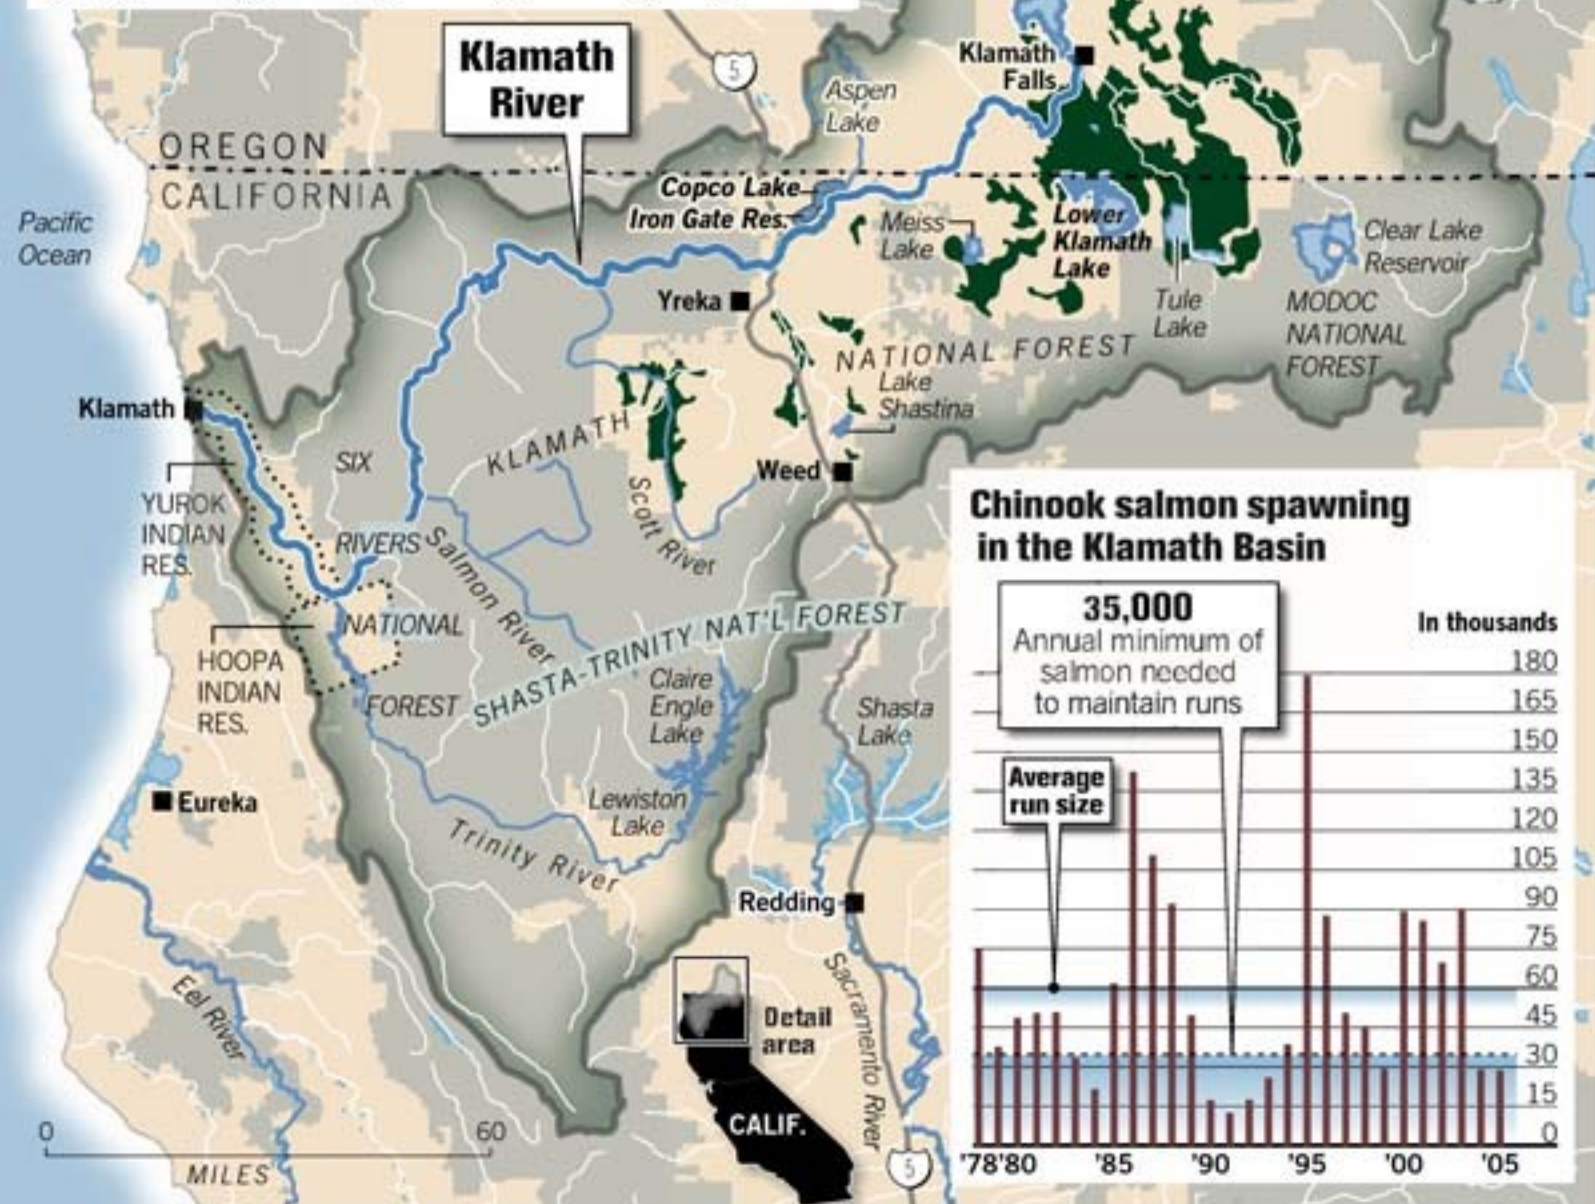 Klamath
River
5
Klamath
Falls
Aspen
Lake
OREGON
CALIFORNIA
Pacific
Ocean
Copco Lake
Iron Gate Res.
Meiss
Lake
Lower
Klamath
Lake
Clear Lake
Reservoir
Tule
Lake
MODOC
NATIONAL
FOREST
Yreka
NATIONAL FOREST
Lake
Shastina
Klamath
SIX
KLAMATH
Weed
YUROK
INDIAN
RES.
RIVERS
Salmon River
Scott River
NATIONAL
SHASTA-TRINITY NAT'L FOREST
HOOPA
INDIAN
RES.
FOREST
Claire
Engle
Lake
Shasta
Lake
Eureka
Lewiston
Lake
Trinity River
Redding
Eel River
Sacramento River
Detail
area
CALIF.
0 60
MILES
5
Chinook salmon spawning
in the Klamath Basin
35,000
Annual minimum of
salmon needed
to maintain runs
In thousands
Average
run size
180
165
150
135
120
105
90
75
60
45
30
15
0
'78 '80 '85 '90 '95 '00 '05